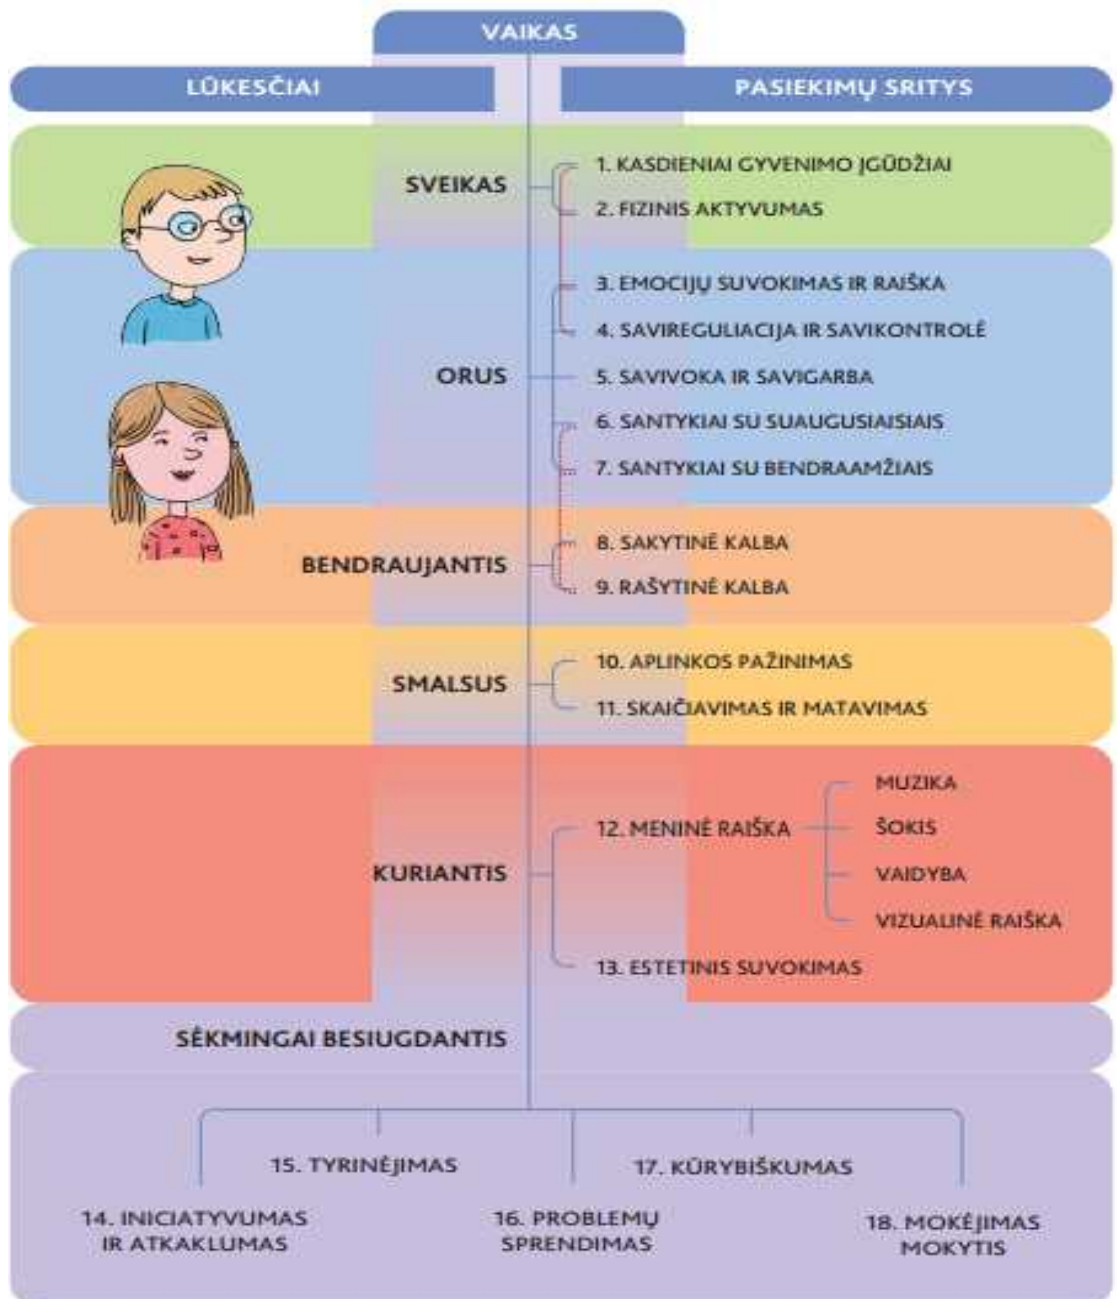 VAIKAS
LŪKESČIAI
PASIEKIMŲ SRITYS
SVEIKAS
1. KASDIENIAI GYVENIMO ĮGŪDŽIAI
2. FIZINIS AKTYVUMAS
ORUS
3. EMOCIJŲ SUVOKIMAS IR RAIŠKA
4. SAVIREGULIACIJA IR SAVIKONTROLĖ
5. SAVIVOKA IR SAVIGARBA
6. SANTYKIAI SU SUAUGUSIAISIAIS
7. SANTYKIAI SU BENDRAAMŽIAIS
BENDRAUJANTIS
8. SAKYTINĖ KALBA
9. RAŠYTINĖ KALBA
SMALSUS
10. APLINKOS PAŽINIMAS
11. SKAIČIAVIMAS IR MATAVIMAS
KURIANTIS
12. MENINĖ RAIŠKA
MUZIKA
ŠOKIS
VAIDYBA
VIZUALINĖ RAIŠKA
13. ESTETINIS SUVOKIMAS
SĖKMINGAI BESIUGDANTIS
14. INICIATYVUMAS
IR ATKAKLUMAS
15. TYRINĖJIMAS
16. PROBLEMŲ
SPRENDIMAS
17. KŪRYBIŠKUMAS
18. MOKĖJIMAS
MOKYTIS